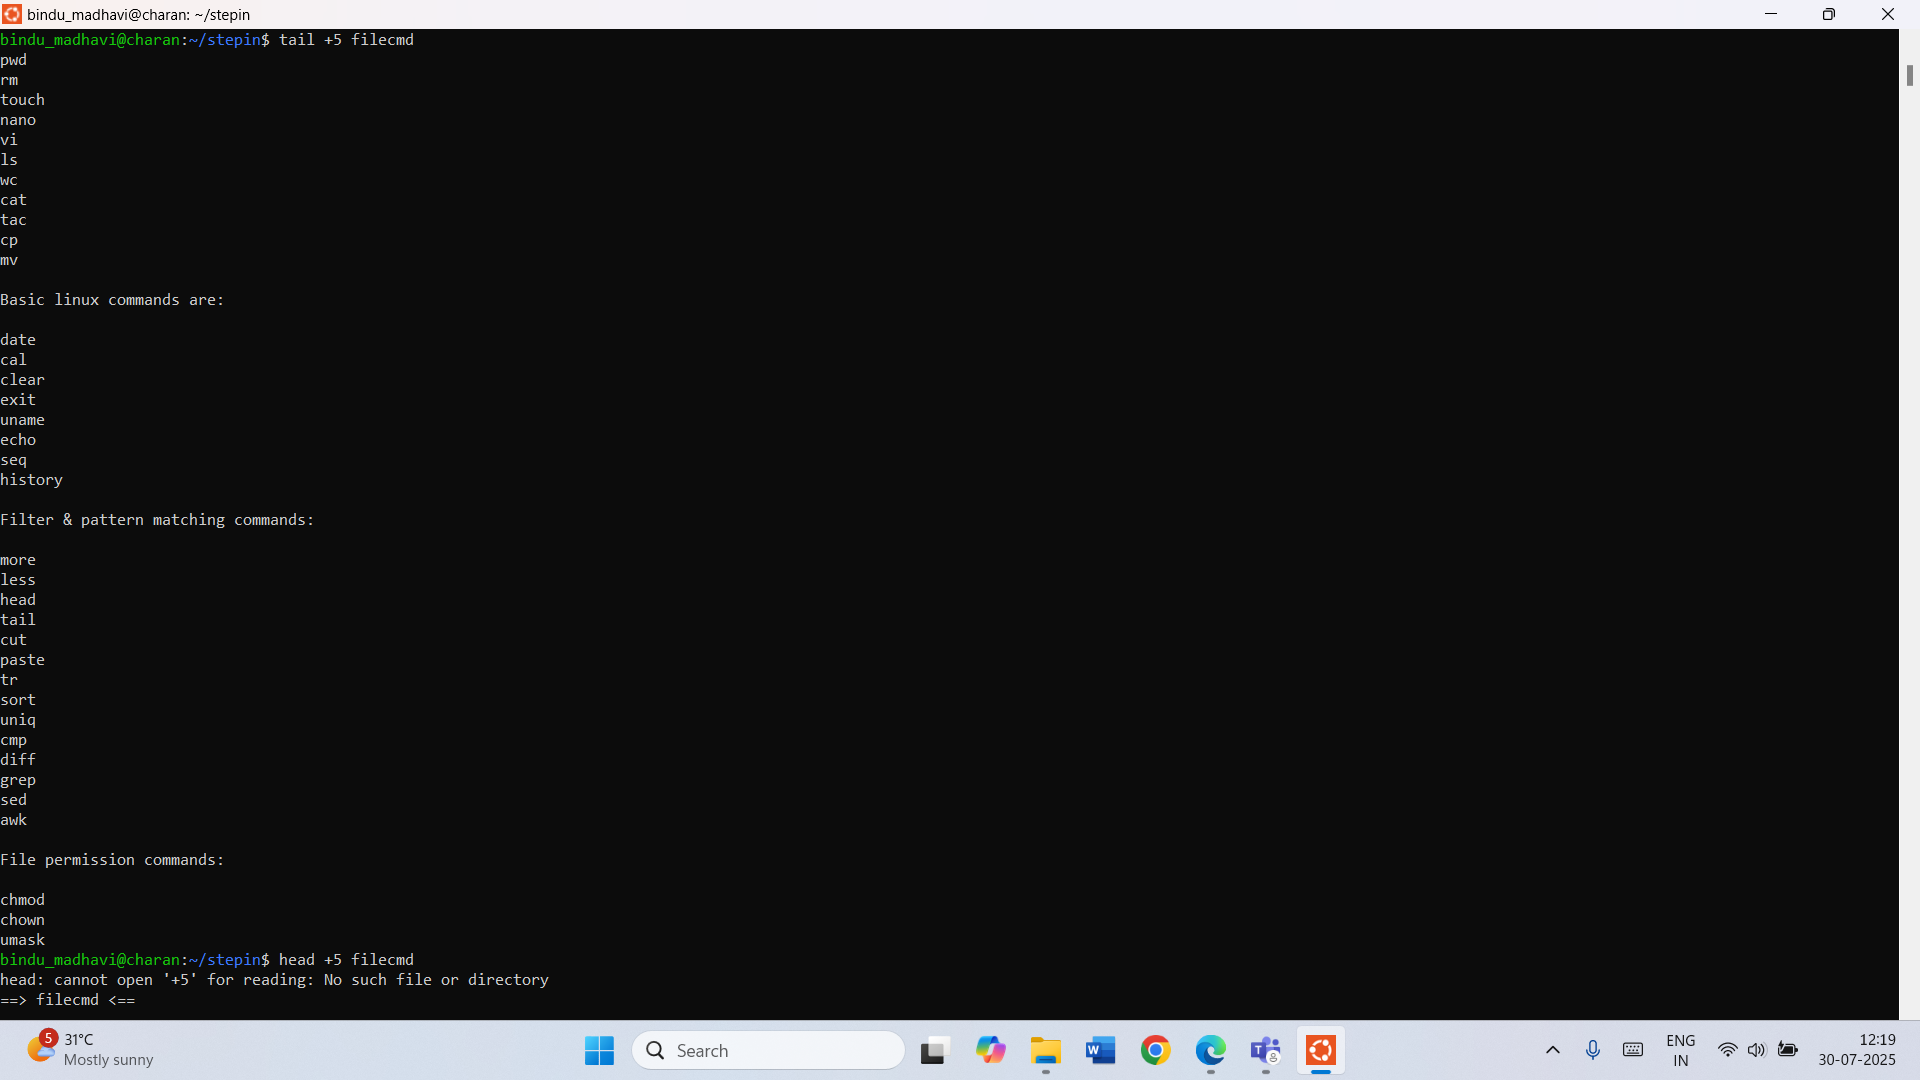 bindu_madhavi@charan: ~/stepin
bindu_madhavi@charan:~/stepin$ tail +5 filecmd
pwd
rm
touch
nano
vi
ls
wc
cat
tac
cp
mv
Basic linux commands are:
date
cal
clear
exit
uname
echo
seq
history
Filter & pattern matching commands:
more
less
head
tail
cut
paste
tr
sort
uniq
cmp
diff
grep
sed
awk
File permission commands:
chmod
chown
umask
bindu_madhavi@charan:~/stepin$ head +5 filecmd
head: cannot open '+5' for reading: No such file or directory
==> filecmd <==
5
31°C
Mostly sunny
Search
W
T
ENG
IN
12:19
30-07-2025